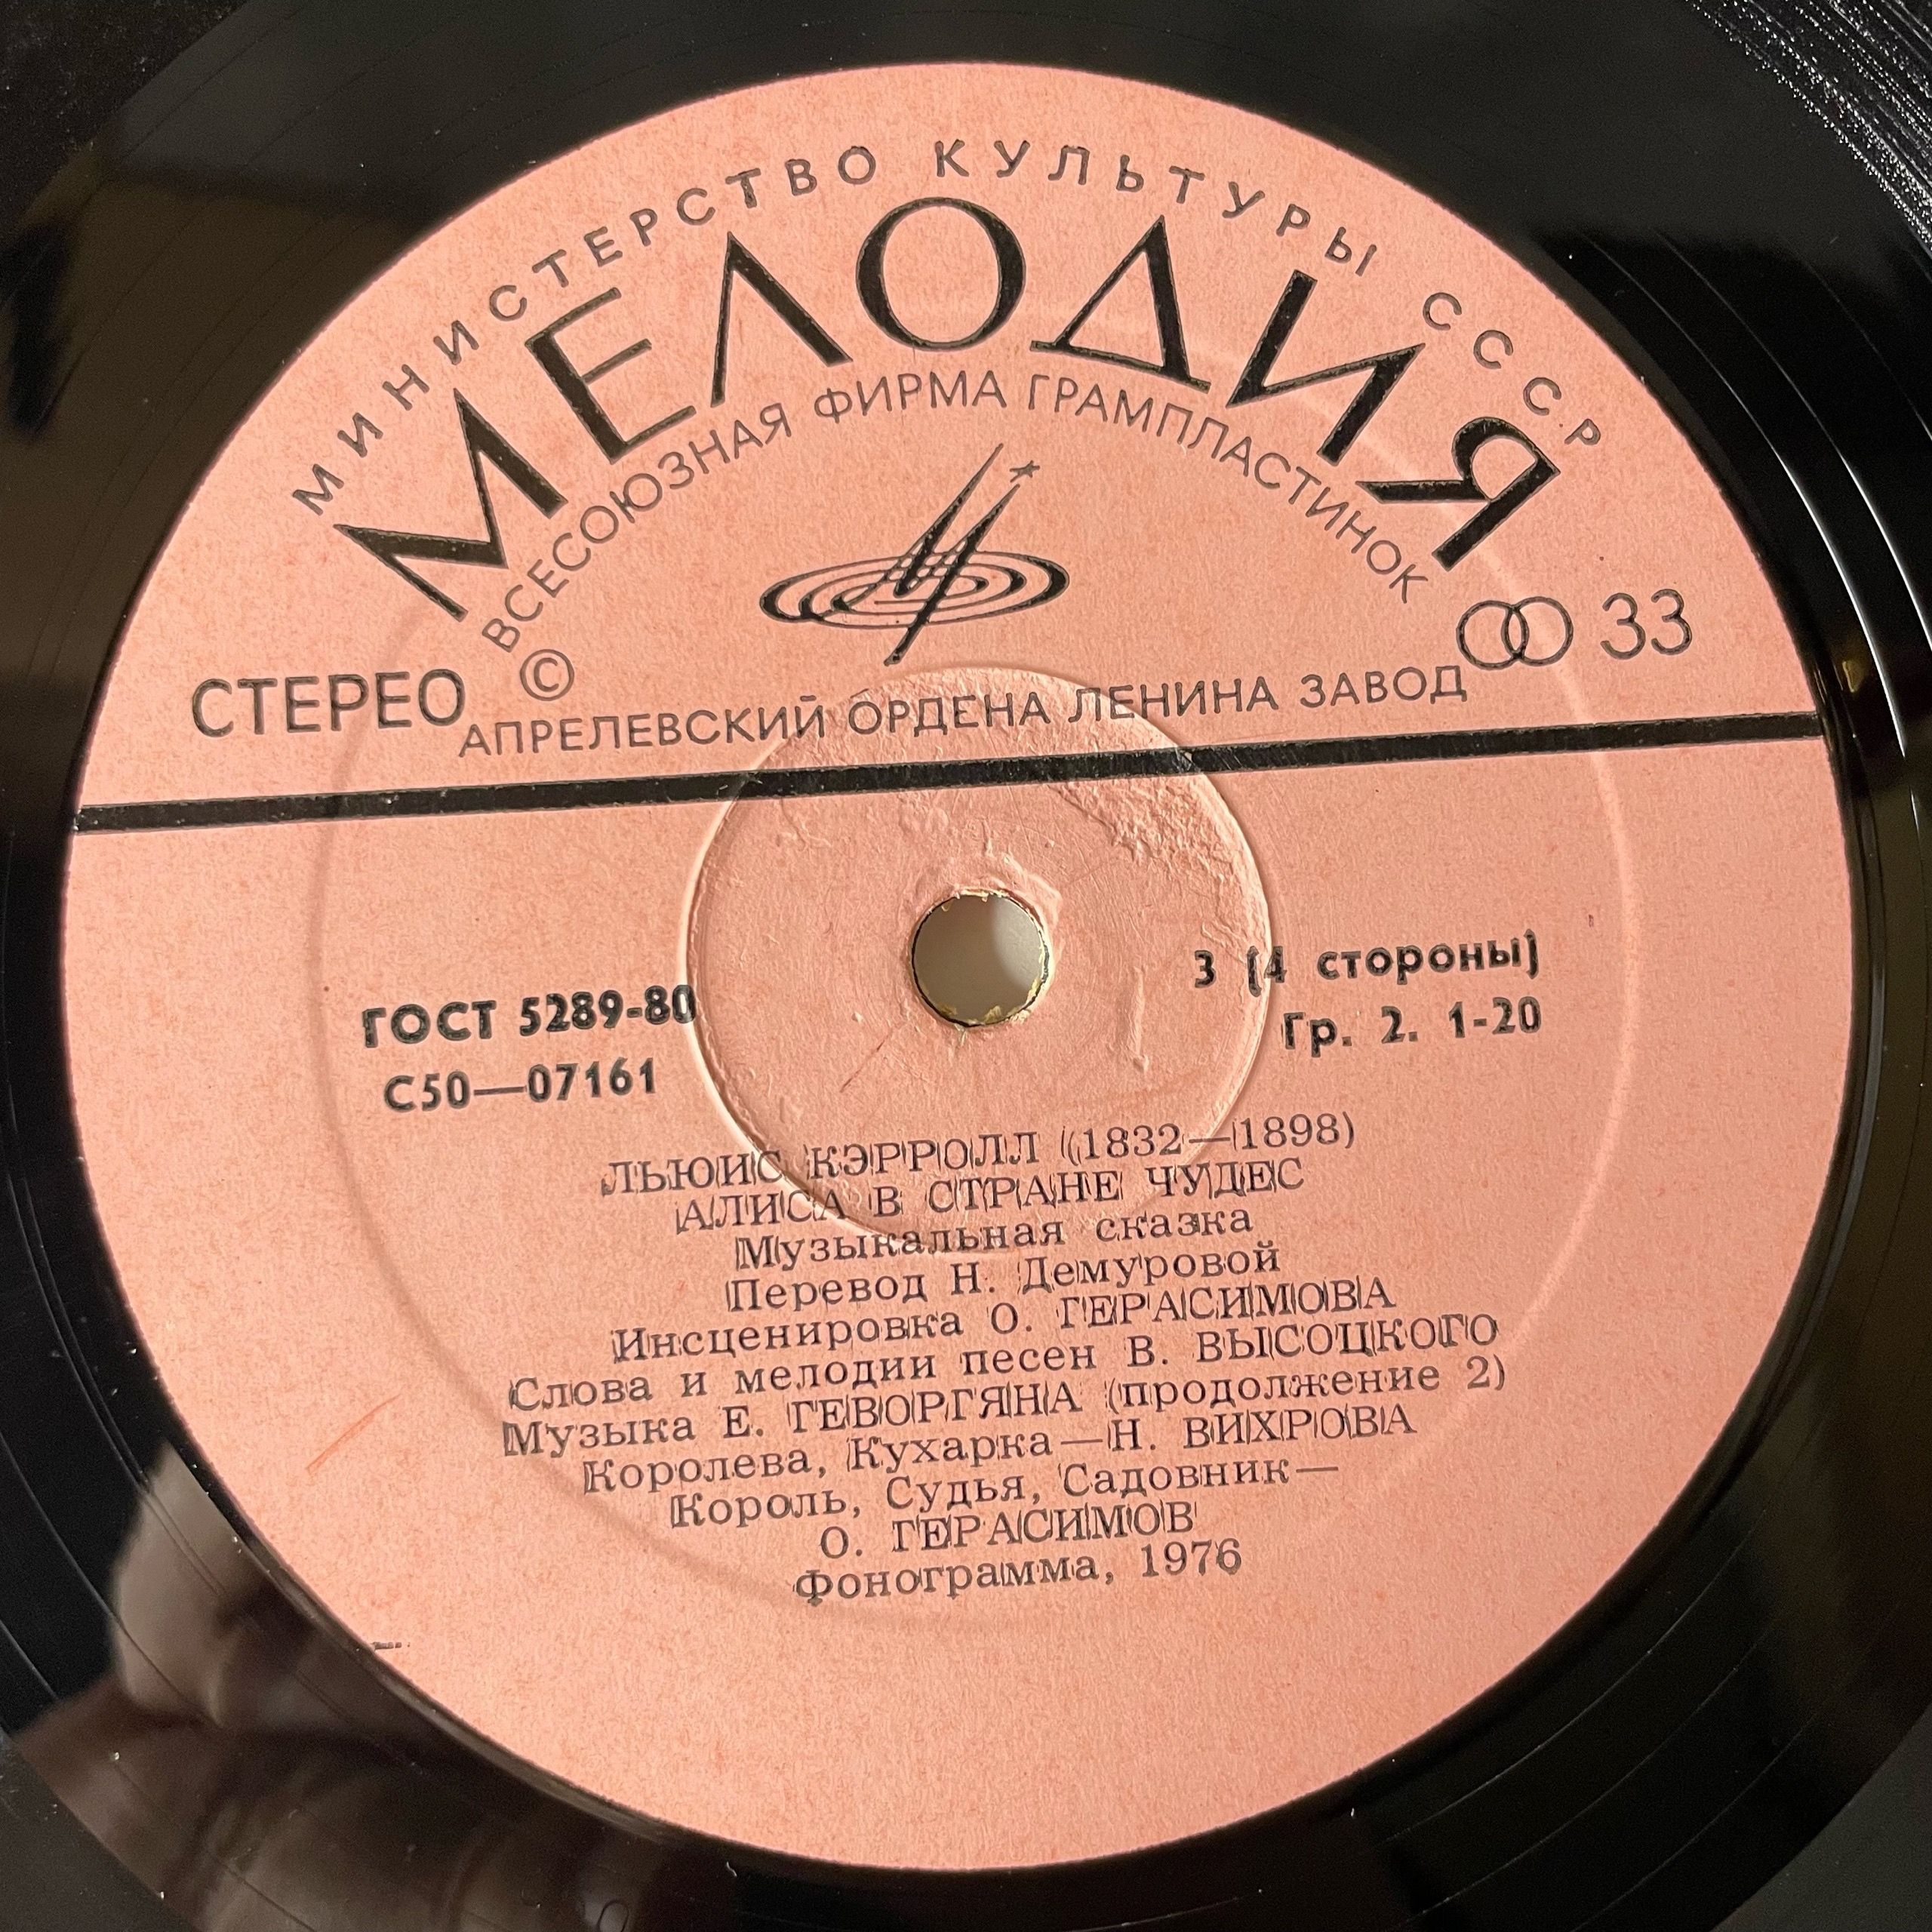 МИНИСТЕРСТВО КУЛЬТУРЫ СССР
МЕЛОДИЯ
ВСЕСОЮЗНАЯ ФИРМА ГРАМПЛАСТИНОК
СТЕРЕО © 33
АПРЕЛЕВСКИЙ ОРДЕНА ЛЕНИНА ЗАВОД
ГОСТ 5289-80
С50—07161
3 (4 стороны)
Гр. 2. 1-20
ЛЬЮИС КЭРРОЛЛ (1832—1898)
АЛИСА В СТРАНЕ ЧУДЕС
Музыкальная сказка
Перевод Н. Демуровой
Инсценировка О. ГЕРАСИМОВА
Слова и мелодии песен В. ВЫСОЦКОГО
Музыка Е. ГЕВОРГЯНА (продолжение 2)
Королева, Кухарка—Н. ВИХРОВА
Король, Судья, Садовник—
О. ГЕРАСИМОВ
Фонограмма, 1976